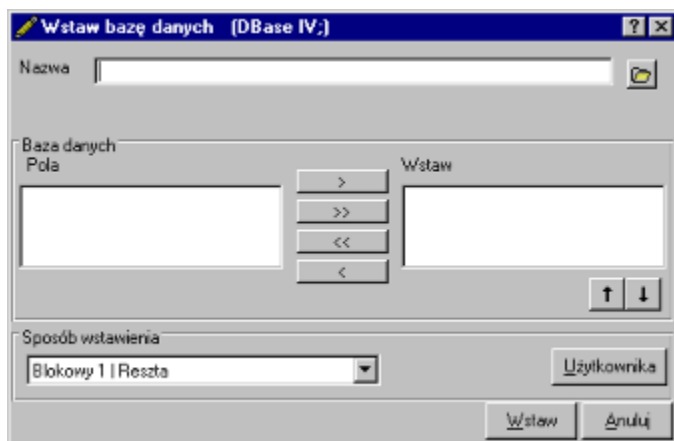 Wstaw bazę danych (DBase IV;)
Nazwa
Baza danych
Pola
Wstaw
>
>>
<<
<
Sposób wstawienia
Blokowy 1 | Reszta
Użytkownika
Wstaw
Anuluj